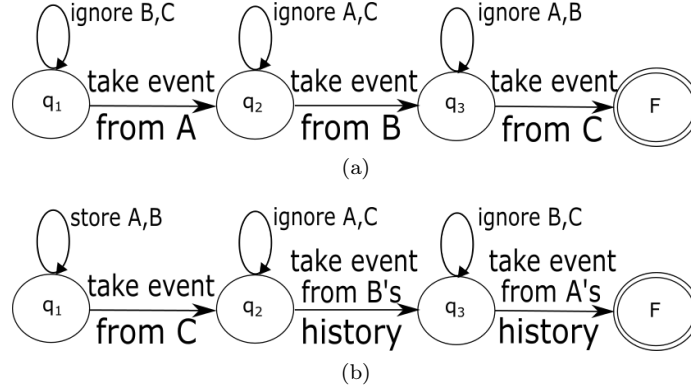 ignore B,C
ignore A,C
ignore A,B
take event
take event
take event
q1
q2
q3
F
from A
from B
from C
(a)
store A,B
ignore A,C
ignore B,C
take event
take event
take event
from B's
from A's
q1
q2
q3
F
from C
history
history
(b)